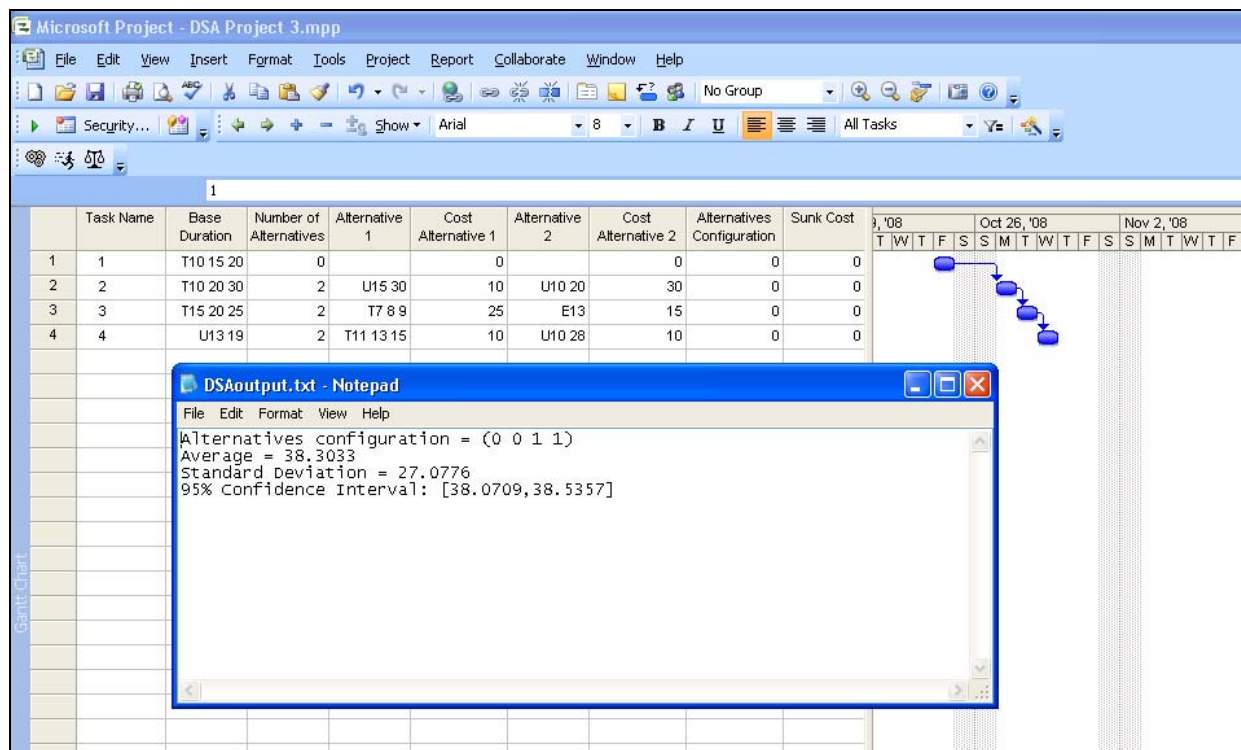 Microsoft Project - DSA Project 3.mpp
File Edit View Insert Format Tools Project Report Collaborate Window Help
ABC No Group
Security... Show Arial 8 B I U All Tasks
1
Task Name Base Duration Number of Alternatives Alternative 1 Cost Alternative 1 Alternative 2 Cost Alternative 2 Alternatives Configuration Sunk Cost
9, '08 Oct 26, '08 Nov 2, '08
T W T F S S M T W T F S S M T W T F
1 1 T10 15 20 0 0 0 0 0
2 2 T10 20 30 2 U15 30 10 U10 20 30 0 0
3 3 T15 20 25 2 T7 8 9 25 E13 15 0 0
4 4 U13 19 2 T11 13 15 10 U10 28 10 0 0
DSAoutput.txt - Notepad
File Edit Format View Help
Alternatives configuration = (0 0 1 1)
Average = 38.3033
Standard Deviation = 27.0776
95% Confidence Interval: [38.0709,38.5357]
Gantt Chart